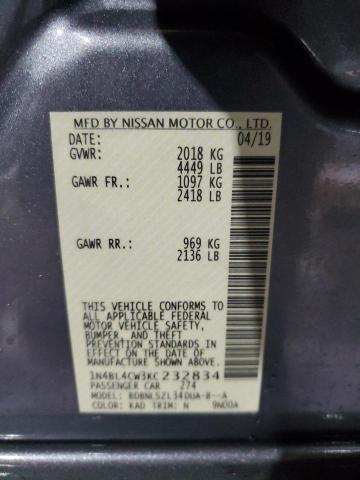 MFD BY NISSAN MOTOR CO., LTD.
DATE: 04/19
GVWR: 2018 KG
4449 LB
GAWR FR.: 1097 KG
2418 LB
GAWR RR.: 969 KG
2136 LB
THIS VEHICLE CONFORMS TO
ALL APPLICABLE FEDERAL
MOTOR VEHICLE SAFETY,
BUMPER, AND THEFT
PREVENTION STANDARDS IN
EFFECT ON THE DATE OF
MANUFACTURE SHOWN ABOVE.
1N4BL4CW3KC232834
PASSENGER CAR 274
MODEL: BDBNLSZL34DUA-B--A
COLOR: KAD TRIM: N 9N00A